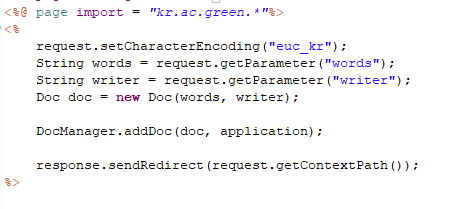 <%@ page import = "kr.ac.green.*"%>
<%
request.setCharacterEncoding("euc_kr");
String words = request.getParameter("words");
String writer = request.getParameter("writer");
Doc doc = new Doc(words, writer);
DocManager.addDoc(doc, application);
response.sendRedirect(request.getContextPath());
%>